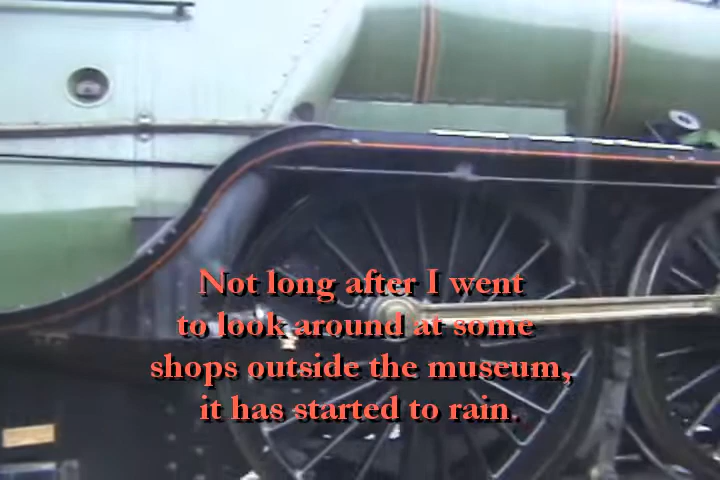 Not long after I went
to look around at some
shops outside the museum,
it has started to rain.